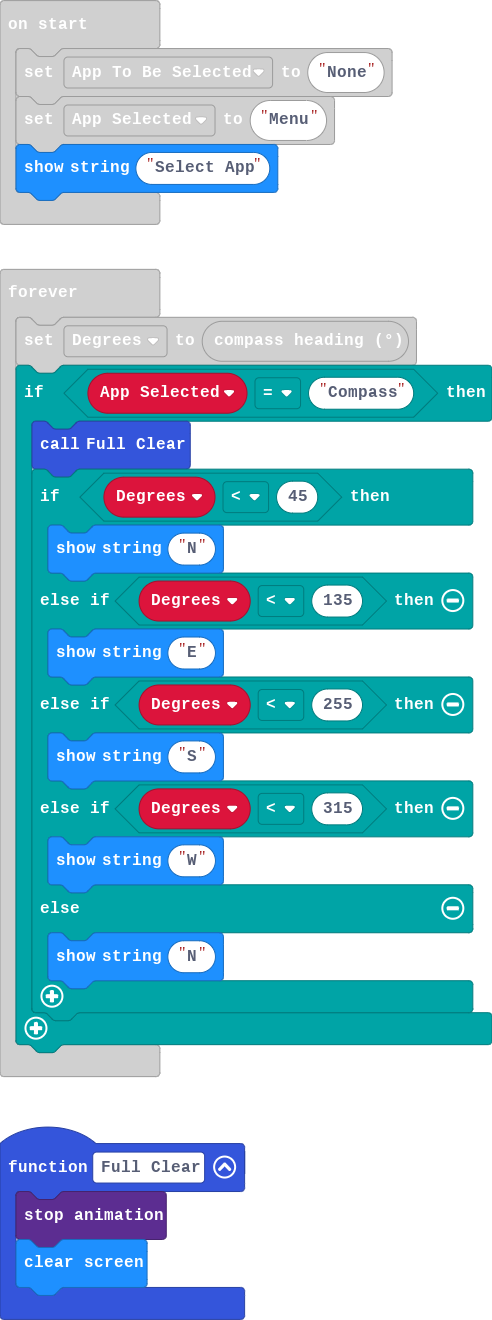 on start
set App To Be Selected to "None"
set App Selected to "Menu"
show string "Select App"
forever
set Degrees to compass heading (°)
if App Selected = "Compass" then
call Full Clear
if Degrees < 45 then
show string "N"
else if Degrees < 135 then
show string "E"
else if Degrees < 255 then
show string "S"
else if Degrees < 315 then
show string "W"
else
show string "N"
function Full Clear
stop animation
clear screen